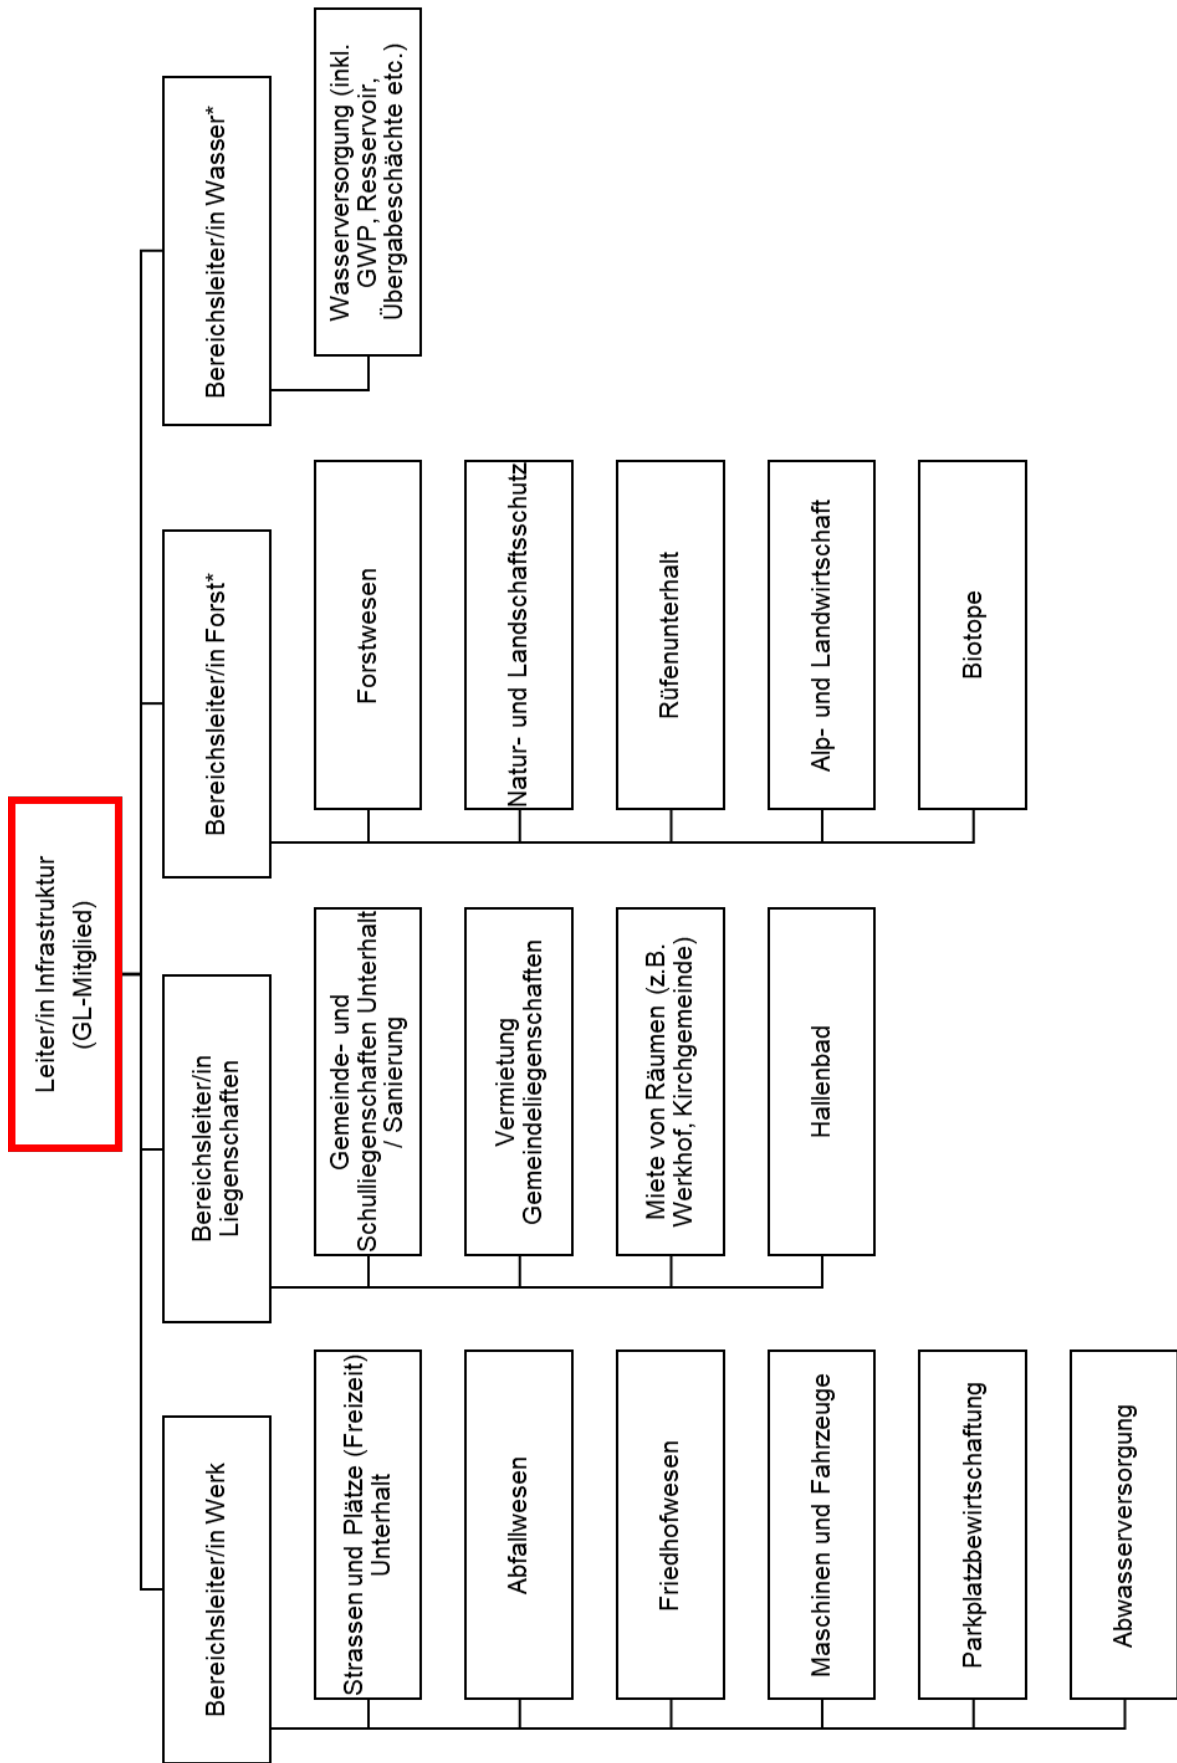 Leiter/in Infrastruktur
(GL-Mitglied)
Bereichsleiter/in Werk
Strassen und Plätze (Freizeit)
Unterhalt
Abfallwesen
Friedhofwesen
Maschinen und Fahrzeuge
Parkplatzbewirtschaftung
Abwasserversorgung
Bereichsleiter/in
Liegenschaften
Gemeinde- und
Schulliegenschaften Unterhalt
/ Sanierung
Vermietung
Gemeindeliegenschaften
Miete von Räumen (z.B.
Werkhof, Kirchgemeinde)
Hallenbad
Bereichsleiter/in Forst*
Forstwesen
Natur- und Landschaftsschutz
Rüfenunterhalt
Alp- und Landwirtschaft
Biotope
Bereichsleiter/in Wasser*
Wasserversorgung (inkl.
GWP, Resservoir,
Übergabeschächte etc.)